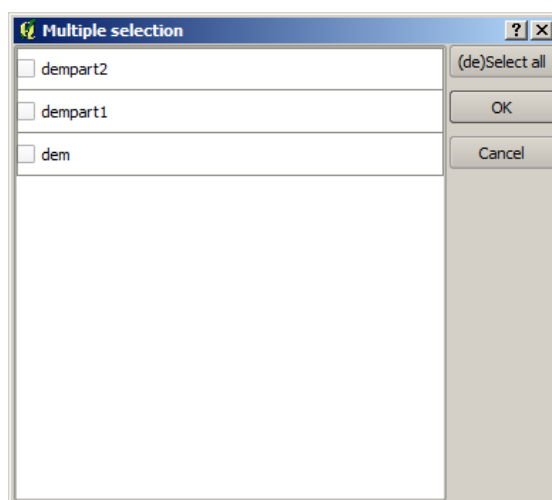 Multiple selection
(de)Select all
dempart2
dempart1
OK
dem
Cancel